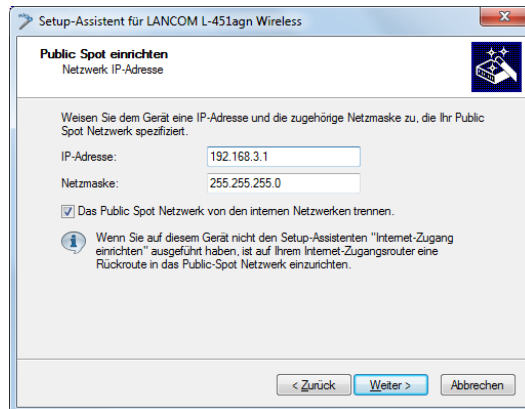 Setup-Assistent für LANCOM L-451agn Wireless
Public Spot einrichten
Netzwerk IP-Adresse
Weisen Sie dem Gerät eine IP-Adresse und die zugehörige Netzmaske zu, die Ihr Public
Spot Netzwerk spezifiziert.
IP-Adresse: 192.168.3.1
Netzmaske: 255.255.255.0
Das Public Spot Netzwerk von den internen Netzwerken trennen.
Wenn Sie auf diesem Gerät nicht den Setup-Assistenten "Internet-Zugang
einrichten" ausgeführt haben, ist auf Ihrem Internet-Zugangsrouter eine
Rückroute in das Public-Spot Netzwerk einzurichten.
< Zurück Weiter > Abbrechen